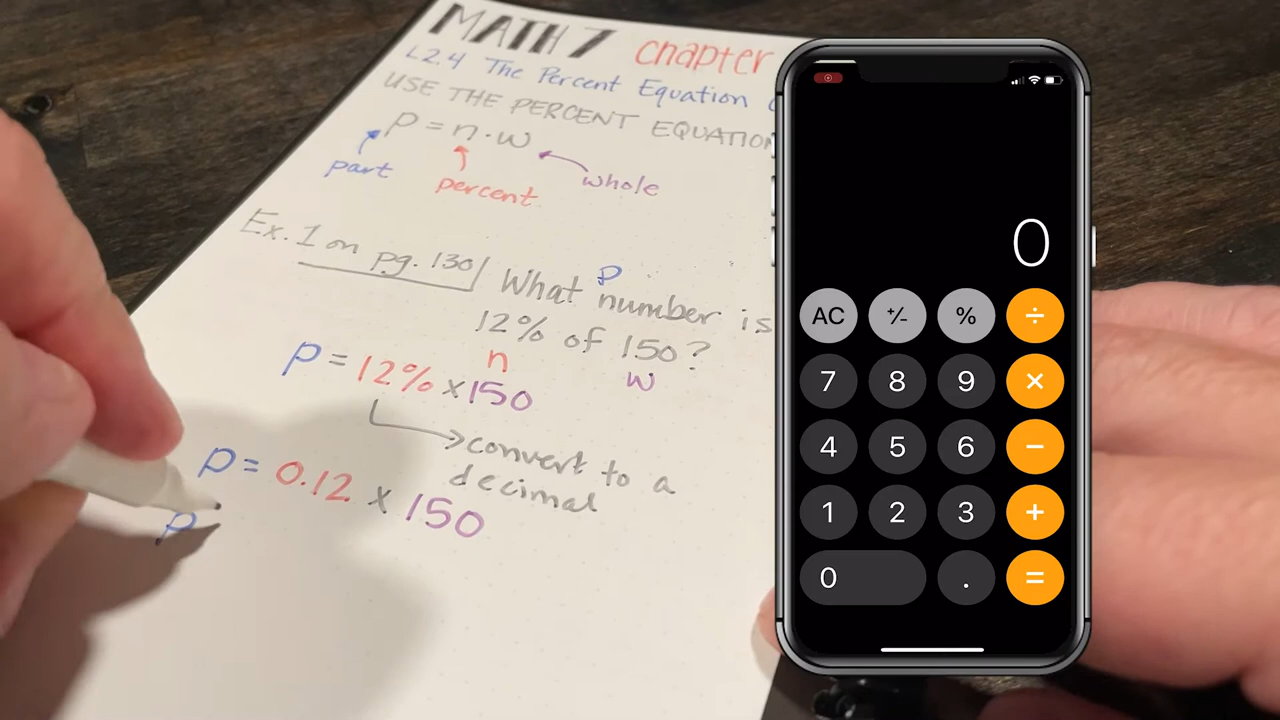 MATH 7 chapter
L2.4 The Percent Equation
USE THE PERCENT EQUATION
p = n · w
part
percent
whole
Ex. 1 on pg. 130
What number is
12% of 150?
p
n
w
p = 12% x 150
convert to a
decimal
p = 0.12 x 150
p
0
AC +/- % ÷
7 8 9 ×
4 5 6 −
1 2 3 +
0 . =